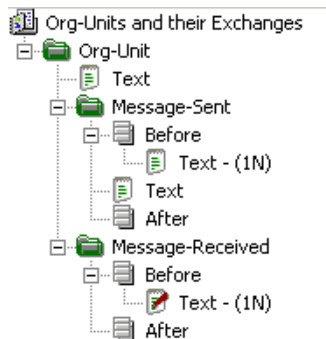 Org-Units and their Exchanges
Org-Unit
Text
Message-Sent
Before
Text - (1N)
Text
After
Message-Received
Before
Text - (1N)
After